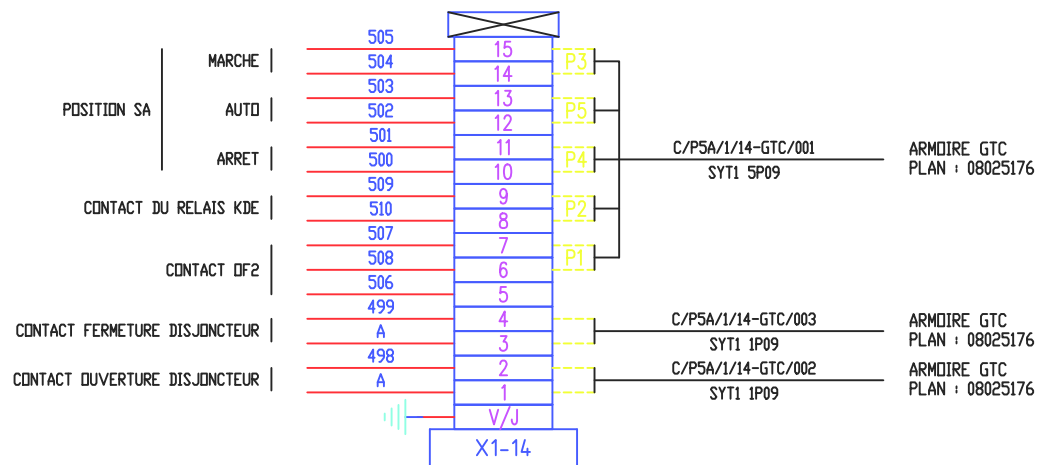 505
15
MARCHE
504
P3
14
503
13
POSITION SA
AUTO
502
P5
12
501
11
C/P5A/1/14-GTC/001
ARMOIRE GTC
ARRET
500
P4
PLAN : 08025176
10
SYT1 5P09
509
9
CONTACT DU RELAIS KDE
510
P2
8
507
7
508
P1
CONTACT OF2
6
506
5
499
4
C/P5A/1/14-GTC/003
ARMOIRE GTC
CONTACT FERMETURE DISJONCTEUR
A
3
SYT1 1P09
PLAN : 08025176
498
2
C/P5A/1/14-GTC/002
ARMOIRE GTC
CONTACT OUVERTURE DISJONCTEUR
A
1
SYT1 1P09
PLAN : 08025176
V/J
X1-14